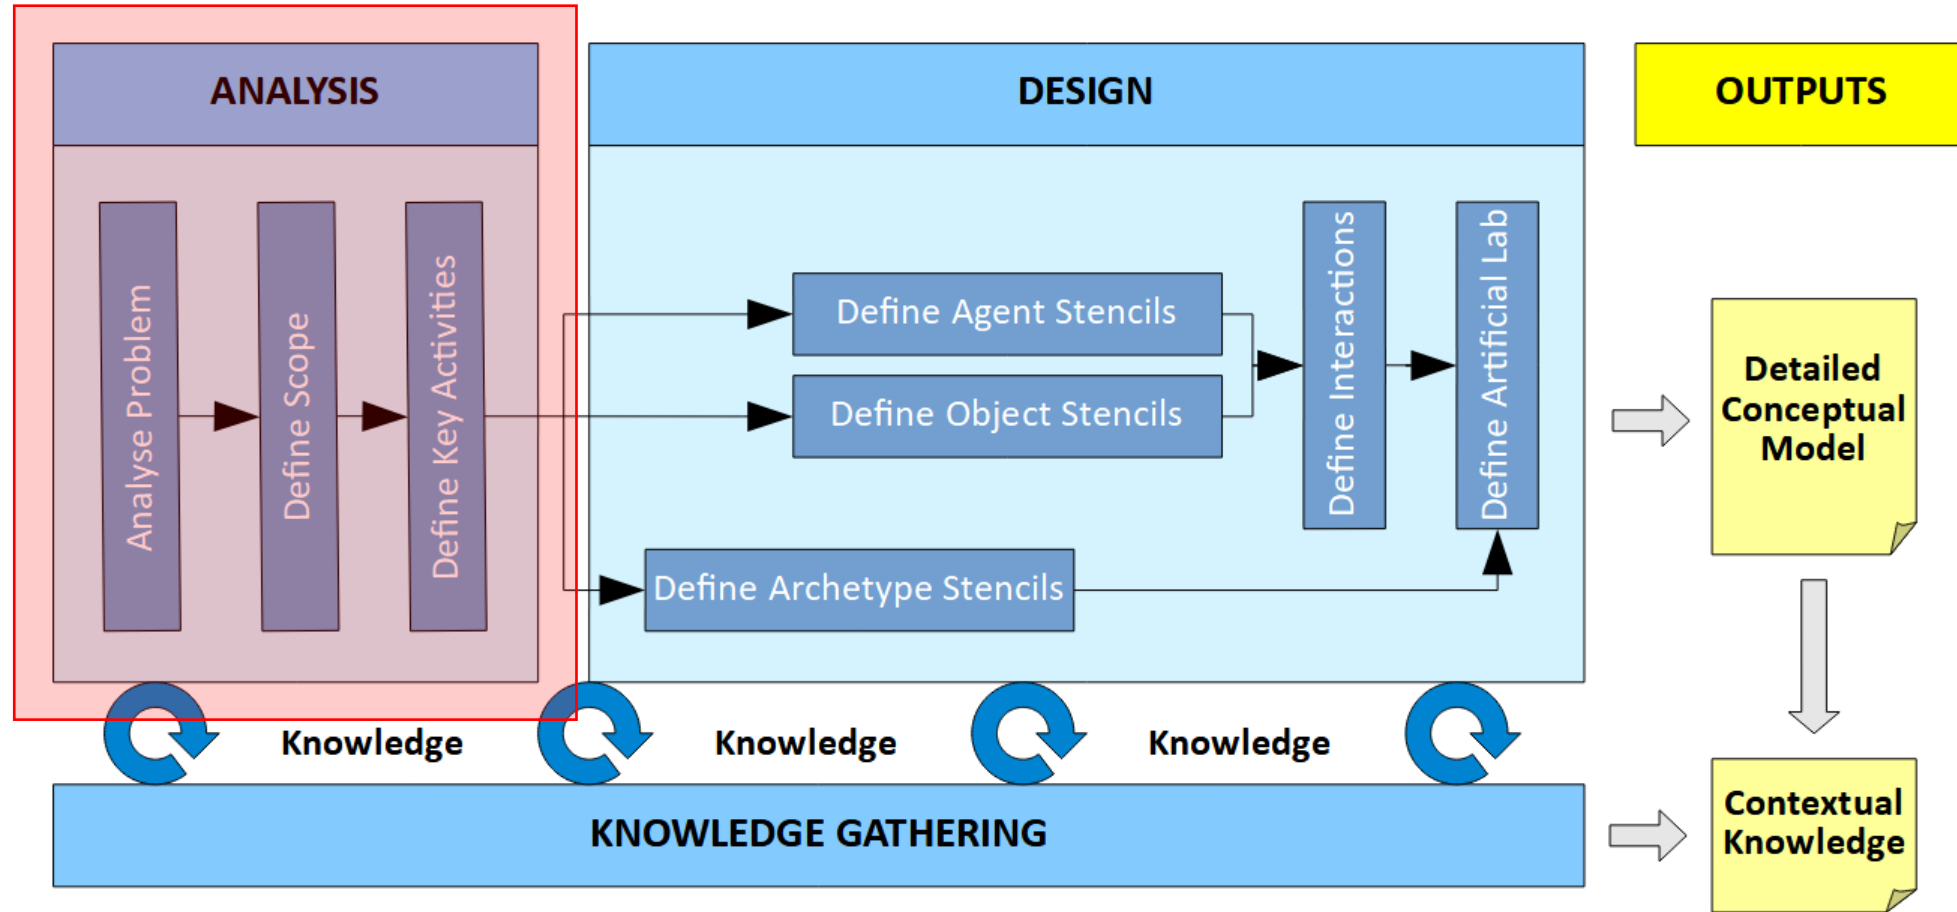 ANALYSIS
DESIGN
OUTPUTS
Analyse Problem
Define Scope
Define Key Activities
Define Agent Stencils
Define Object Stencils
Define Archetype Stencils
Define Interactions
Define Artificial Lab
Detailed
Conceptual
Model
Knowledge
Knowledge
Knowledge
KNOWLEDGE GATHERING
Contextual
Knowledge